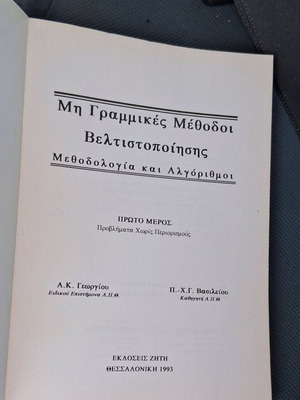 Μη Γραμμικές Μέθοδοι
Βελτιστοποίησης
Μεθοδολογία και Αλγόριθμοι
ΠΡΩΤΟ ΜΕΡΟΣ
Προβλήματα Χωρίς Περιορισμούς
Α.Κ. Γεωργίου
Ειδικού Επιστήμονα Α.Π.Θ.
Π.-Χ.Γ. Βασιλείου
Καθηγητή Α.Π.Θ.
ΕΚΔΟΣΕΙΣ ΖΗΤΗ
ΘΕΣΣΑΛΟΝΙΚΗ 1993